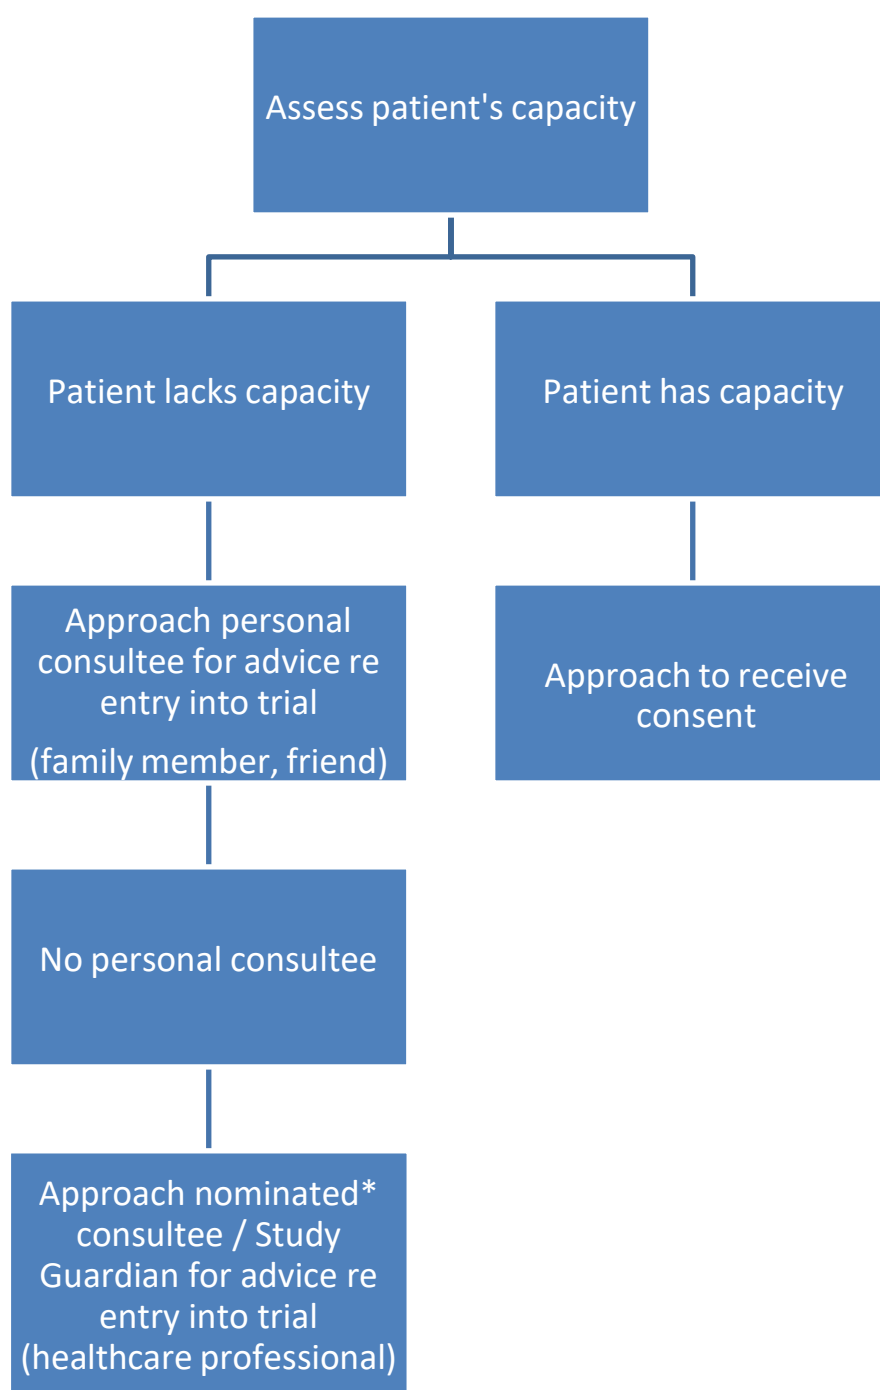 Assess patient's capacity
Patient lacks capacity
Patient has capacity
Approach personal
consultee for advice re
entry into trial
(family member, friend)
Approach to receive
consent
No personal consultee
Approach nominated*
consultee / Study
Guardian for advice re
entry into trial
(healthcare professional)